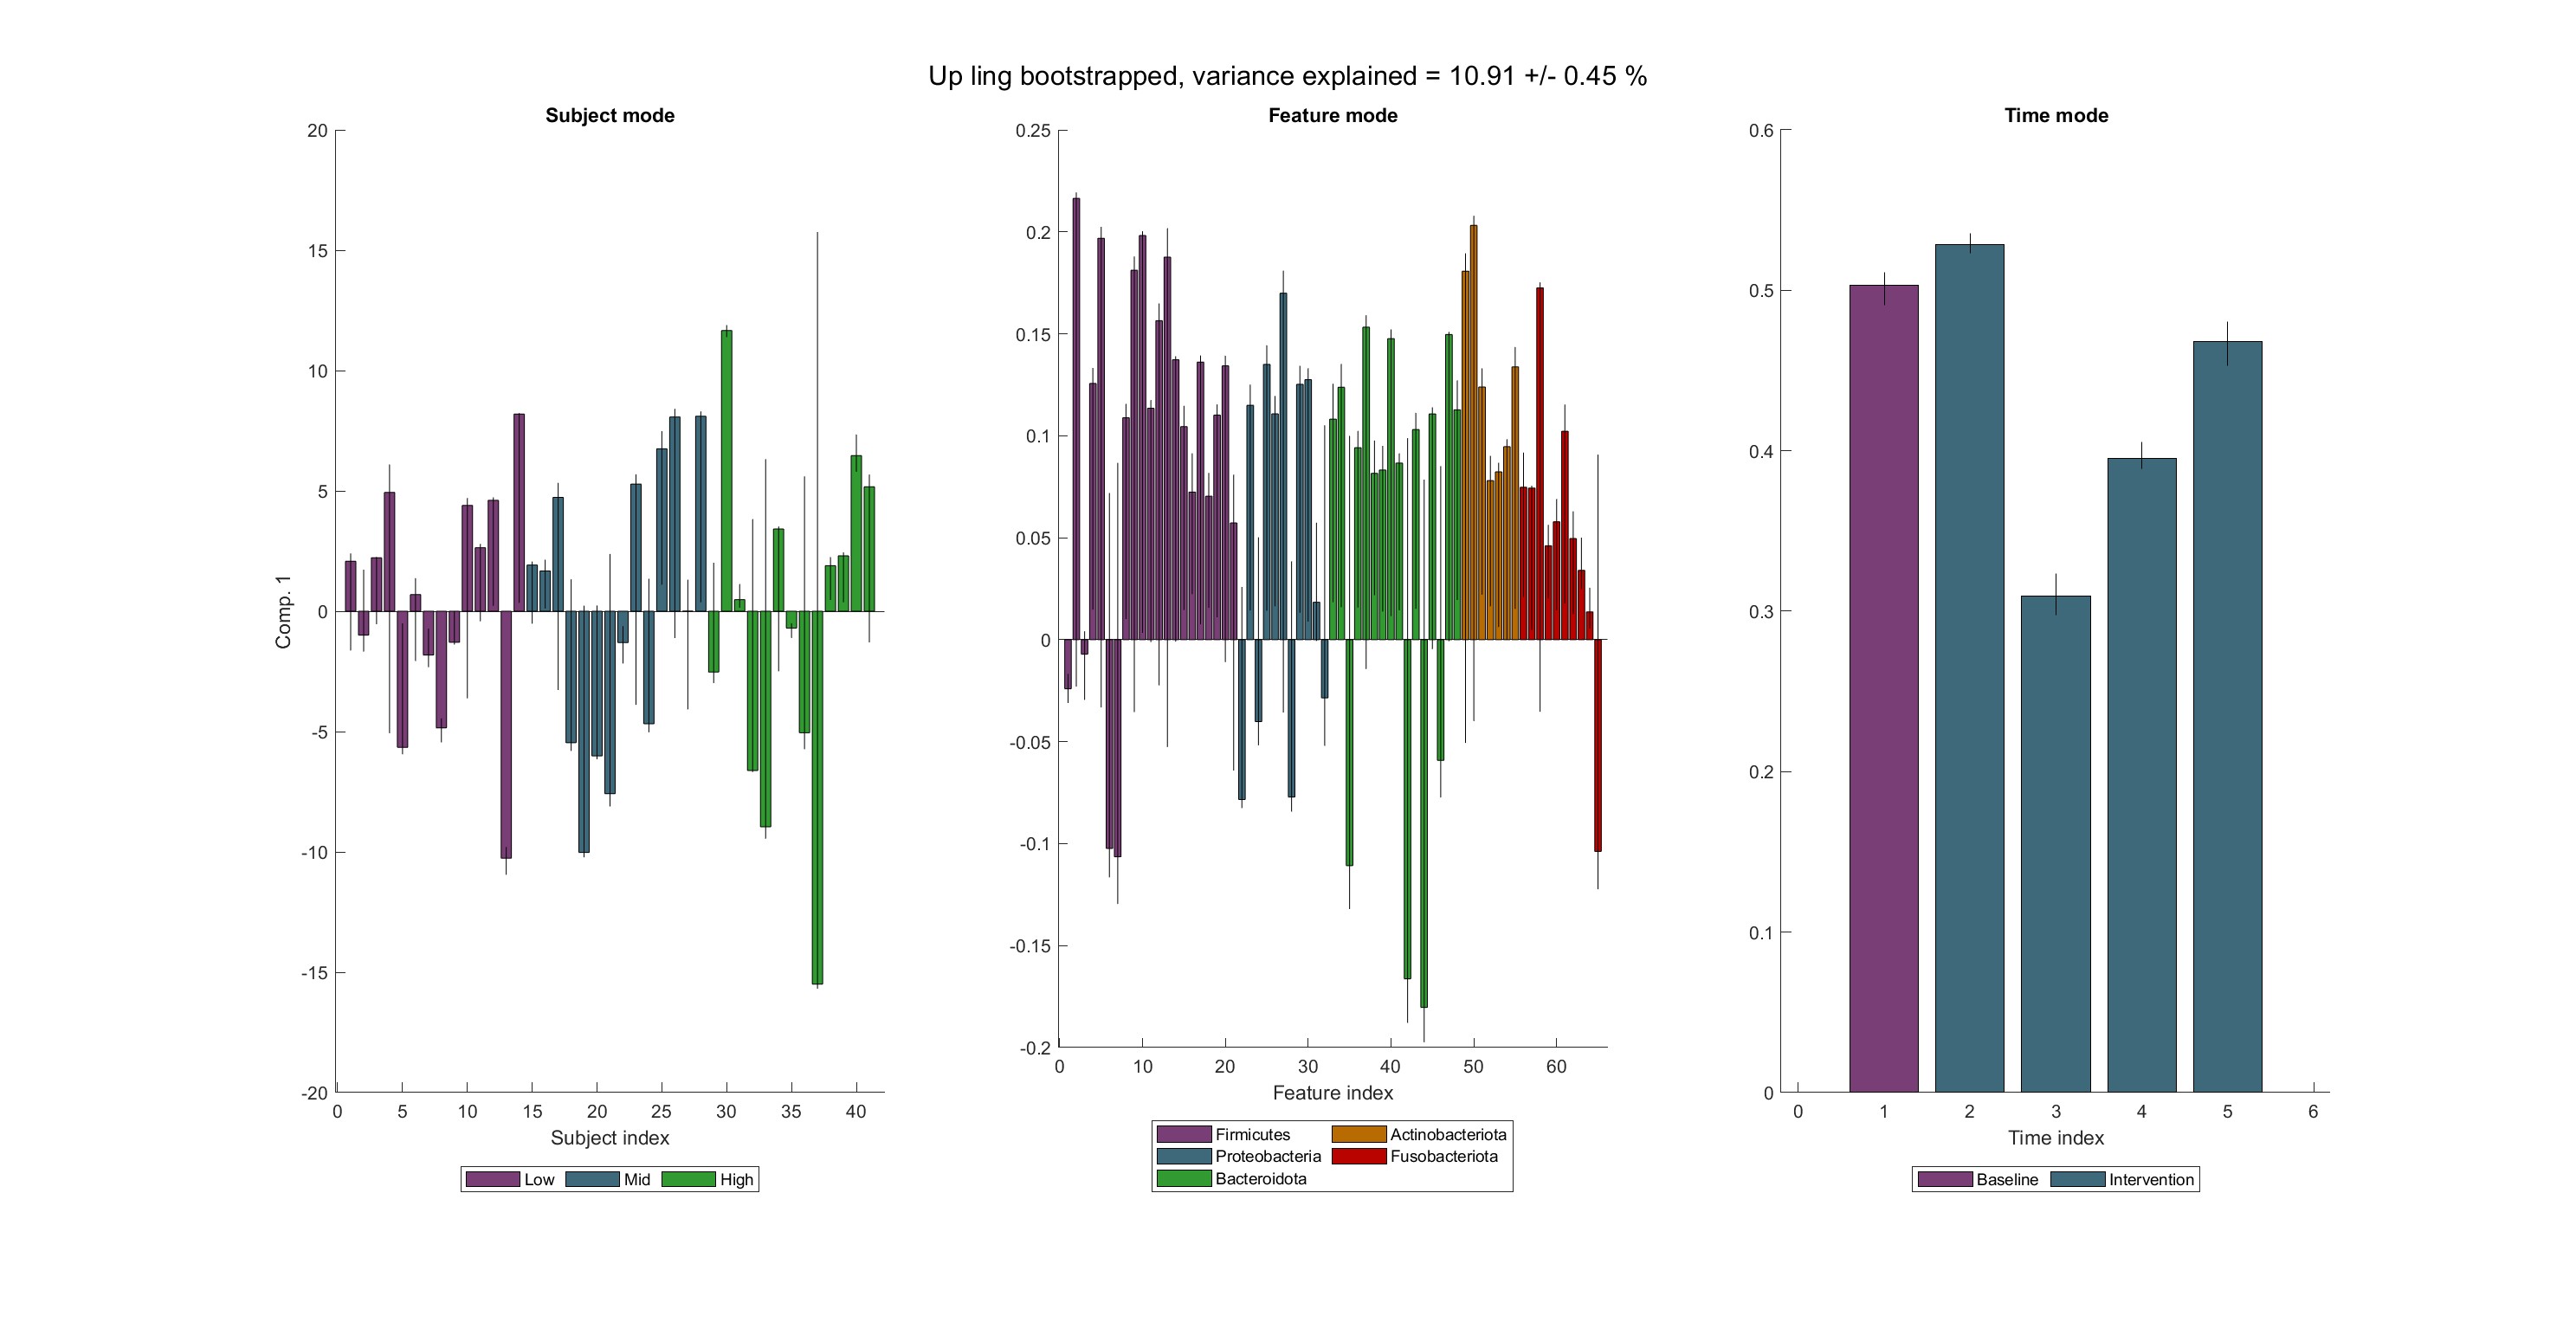 Up ling bootstrapped, variance explained = 10.91 +/- 0.45 %
Subject mode
20
15
10
5
0
-5
-10
-15
-20
Comp. 1
0 5 10 15 20 25 30 35 40
Subject index
Low Mid High
Feature mode
0.25
0.2
0.15
0.1
0.05
0
-0.05
-0.1
-0.15
-0.2
0 10 20 30 40 50 60
Feature index
Firmicutes Actinobacteriota
Proteobacteria Fusobacteriota
Bacteroidota
Time mode
0.6
0.5
0.4
0.3
0.2
0.1
0
0 1 2 3 4 5 6
Time index
Baseline Intervention